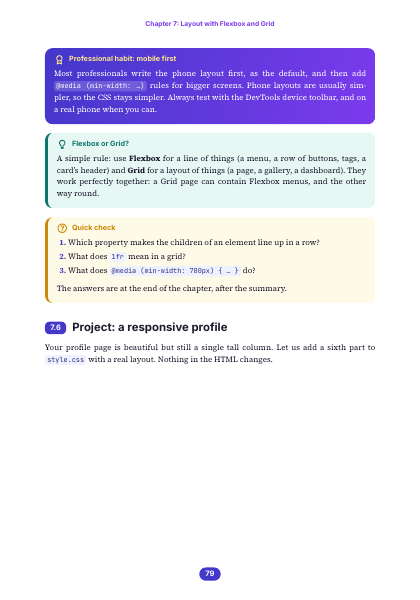 Chapter 7: Layout with Flexbox and Grid
Professional habit: mobile first
Most professionals write the phone layout first, as the default, and then add
@media (min-width: …) rules for bigger screens. Phone layouts are usually sim-
pler, so the CSS stays simpler. Always test with the DevTools device toolbar, and on
a real phone when you can.
Flexbox or Grid?
A simple rule: use Flexbox for a line of things (a menu, a row of buttons, tags, a
card's header) and Grid for a layout of things (a page, a gallery, a dashboard). They
work perfectly together: a Grid page can contain Flexbox menus, and the other
way round.
Quick check
1. Which property makes the children of an element line up in a row?
2. What does 1fr mean in a grid?
3. What does @media (min-width: 700px) { … } do?
The answers are at the end of the chapter, after the summary.
7.6 Project: a responsive profile
Your profile page is beautiful but still a single tall column. Let us add a sixth part to
style.css with a real layout. Nothing in the HTML changes.
79